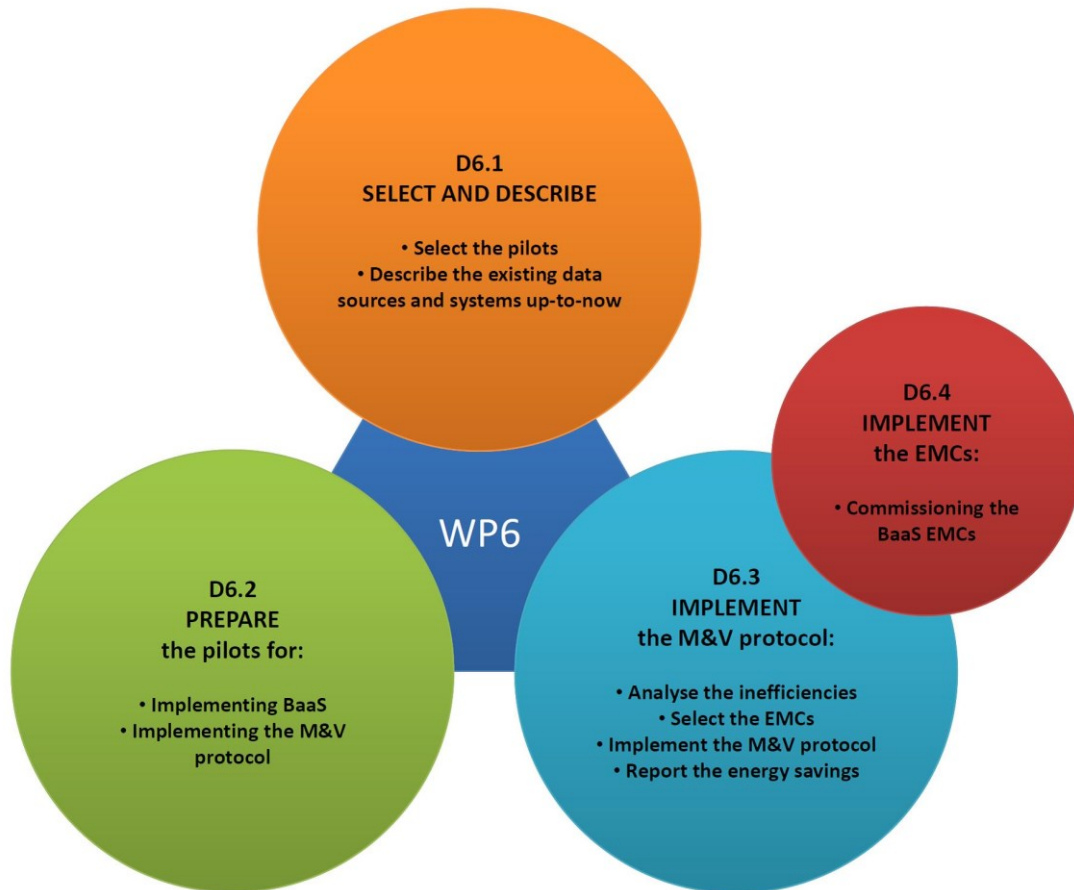 D6.1
SELECT AND DESCRIBE
• Select the pilots
• Describe the existing data
sources and systems up-to-now
D6.4
IMPLEMENT
the EMCs:
• Commissioning the
BaaS EMCs
WP6
D6.2
PREPARE
the pilots for:
• Implementing BaaS
• Implementing the M&V
protocol
D6.3
IMPLEMENT
the M&V protocol:
• Analyse the inefficiencies
• Select the EMCs
• Implement the M&V protocol
• Report the energy savings